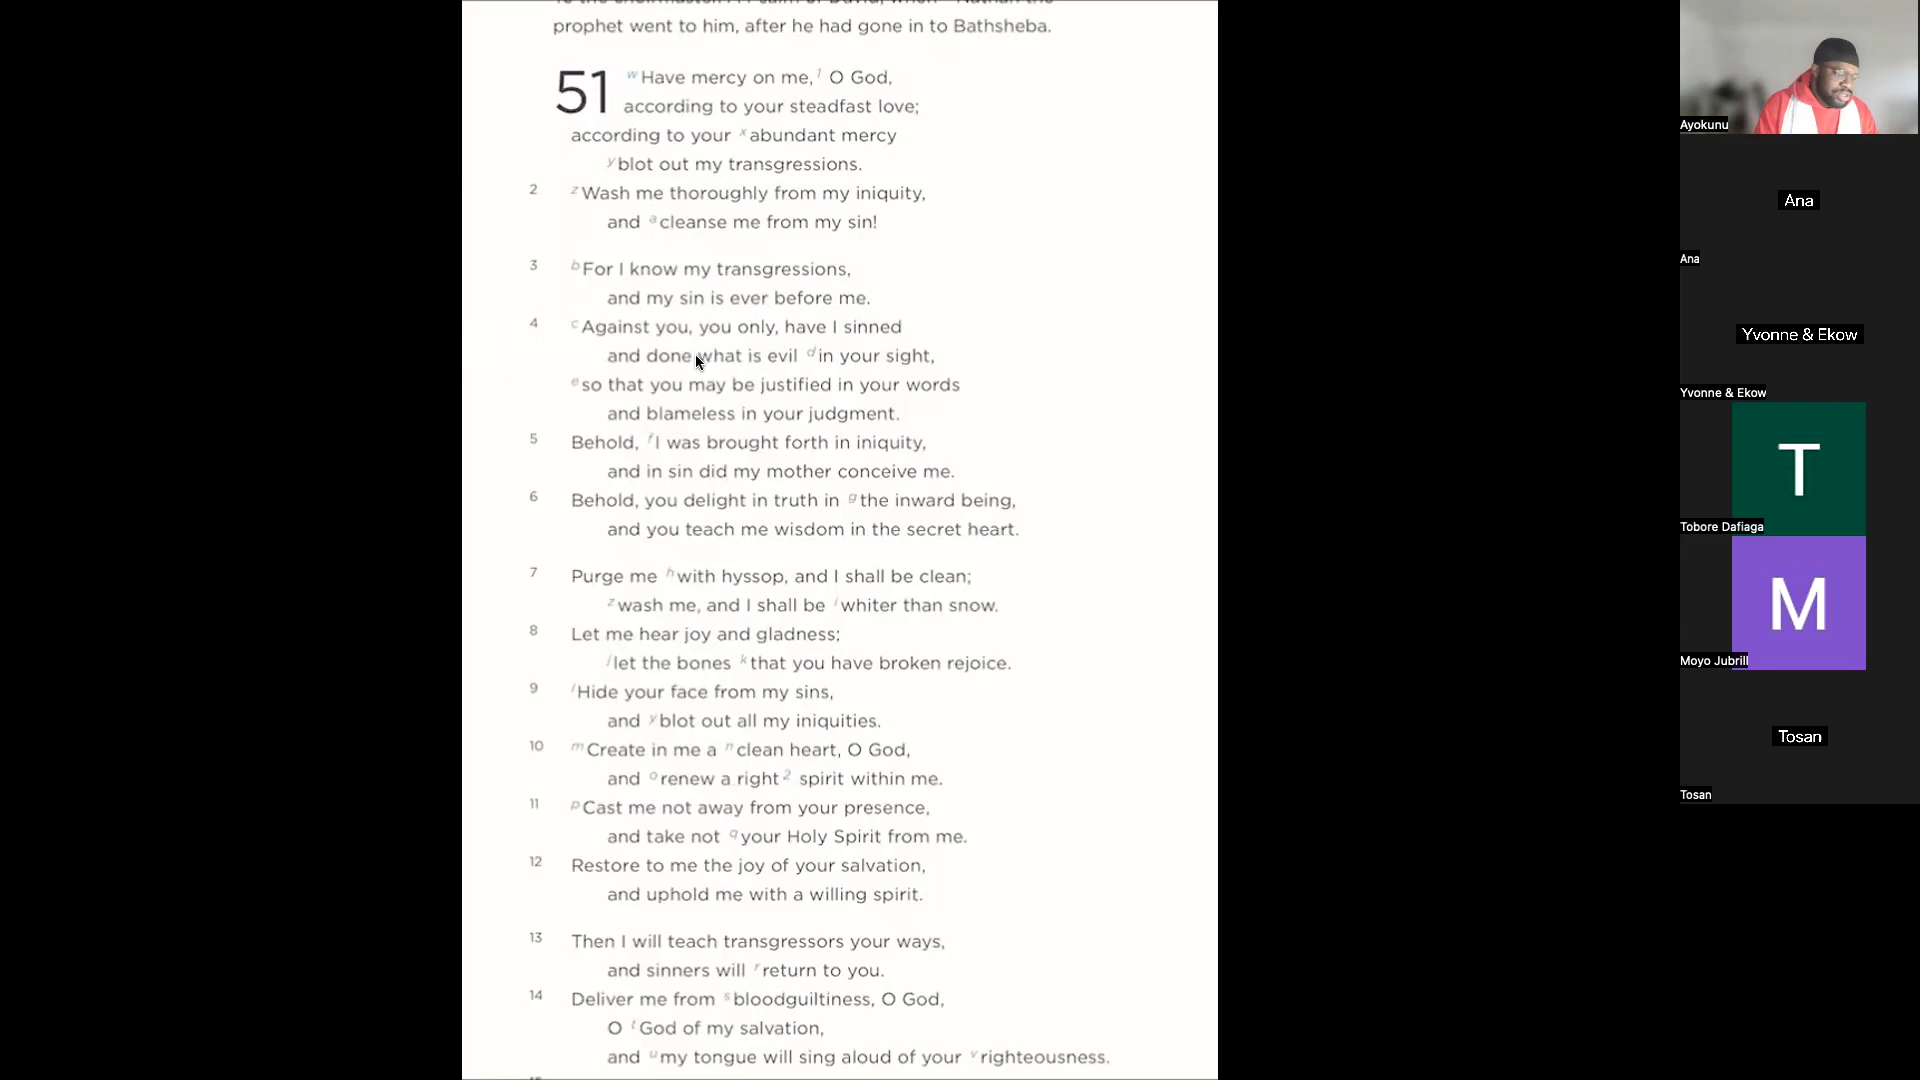 prophet went to him, after he had gone in to Bathsheba.
51 w Have mercy on me, 1 O God,
according to your steadfast love;
according to your x abundant mercy
y blot out my transgressions.
2 z Wash me thoroughly from my iniquity,
and a cleanse me from my sin!
3 b For I know my transgressions,
and my sin is ever before me.
4 c Against you, you only, have I sinned
and done what is evil d in your sight,
e so that you may be justified in your words
and blameless in your judgment.
5 Behold, f I was brought forth in iniquity,
and in sin did my mother conceive me.
6 Behold, you delight in truth in g the inward being,
and you teach me wisdom in the secret heart.
7 Purge me h with hyssop, and I shall be clean;
z wash me, and I shall be i whiter than snow.
8 Let me hear joy and gladness;
j let the bones k that you have broken rejoice.
9 l Hide your face from my sins,
and y blot out all my iniquities.
10 m Create in me a n clean heart, O God,
and o renew a right 2 spirit within me.
11 p Cast me not away from your presence,
and take not q your Holy Spirit from me.
12 Restore to me the joy of your salvation,
and uphold me with a willing spirit.
13 Then I will teach transgressors your ways,
and sinners will r return to you.
14 Deliver me from s bloodguiltiness, O God,
O t God of my salvation,
and u my tongue will sing aloud of your v righteousness.
Ayokunu
Ana
Ana
Yvonne & Ekow
Yvonne & Ekow
T
Tobore Dafiaga
M
Moyo Jubrill
Tosan
Tosan